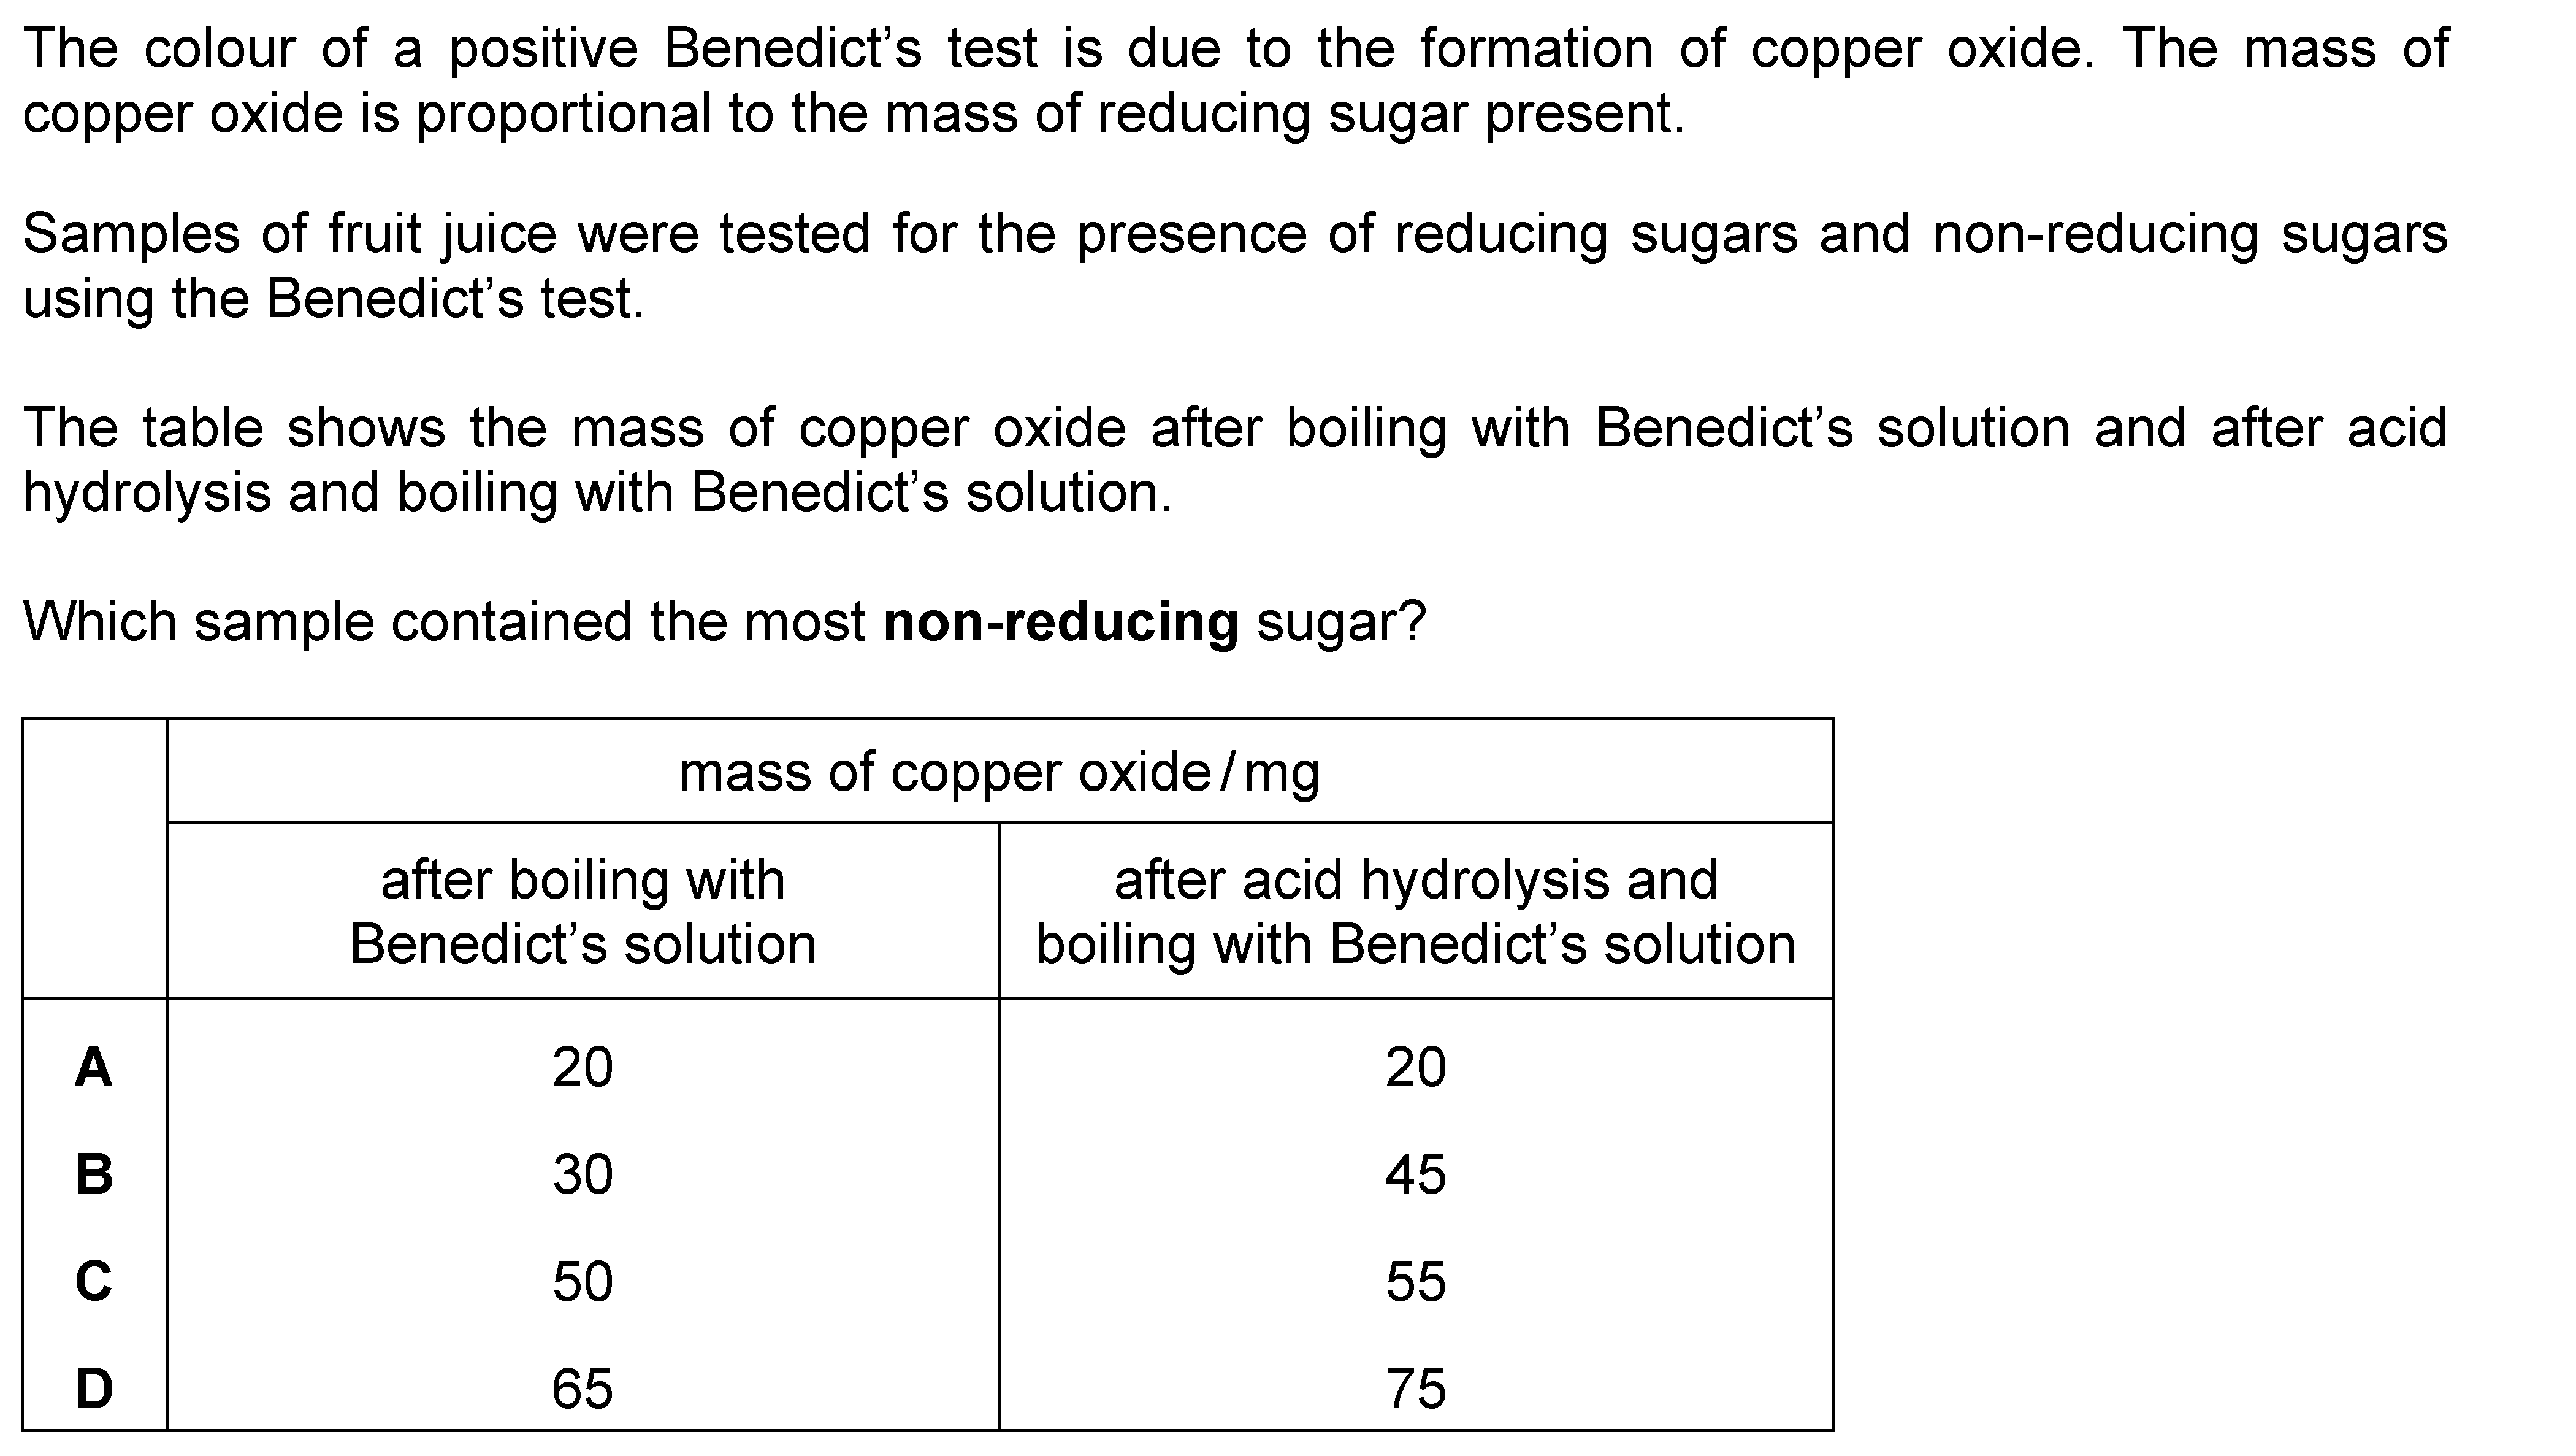 The colour of a positive Benedict’s test is due to the formation of copper oxide. The mass of
copper oxide is proportional to the mass of reducing sugar present.
Samples of fruit juice were tested for the presence of reducing sugars and non-reducing sugars
using the Benedict’s test.
The table shows the mass of copper oxide after boiling with Benedict’s solution and after acid
hydrolysis and boiling with Benedict’s solution.
Which sample contained the most non-reducing sugar?
mass of copper oxide / mg
after boiling with
Benedict’s solution
after acid hydrolysis and
boiling with Benedict’s solution
A 20 20
B 30 45
C 50 55
D 65 75